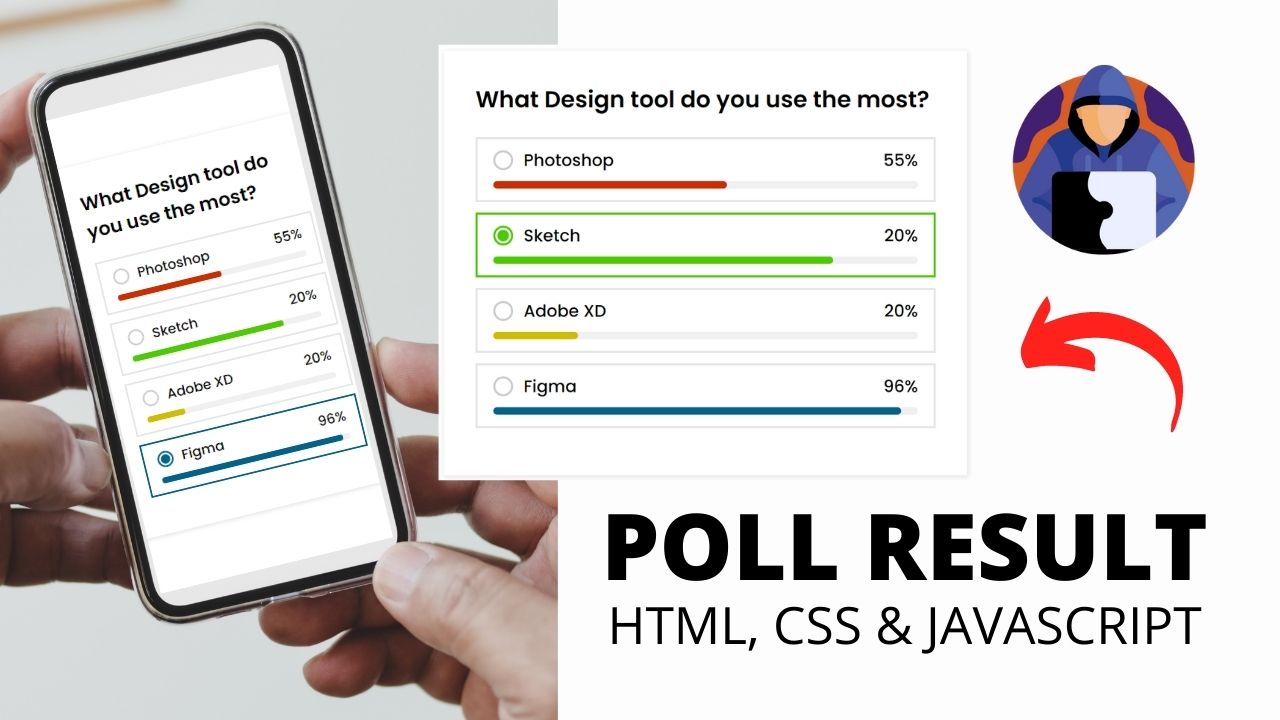 What Design tool do
you use the most?
Photoshop 55%
Sketch 20%
Adobe XD 20%
Figma 96%
What Design tool do you use the most?
Photoshop 55%
Sketch 20%
Adobe XD 20%
Figma 96%
POLL RESULT
HTML, CSS & JAVASCRIPT